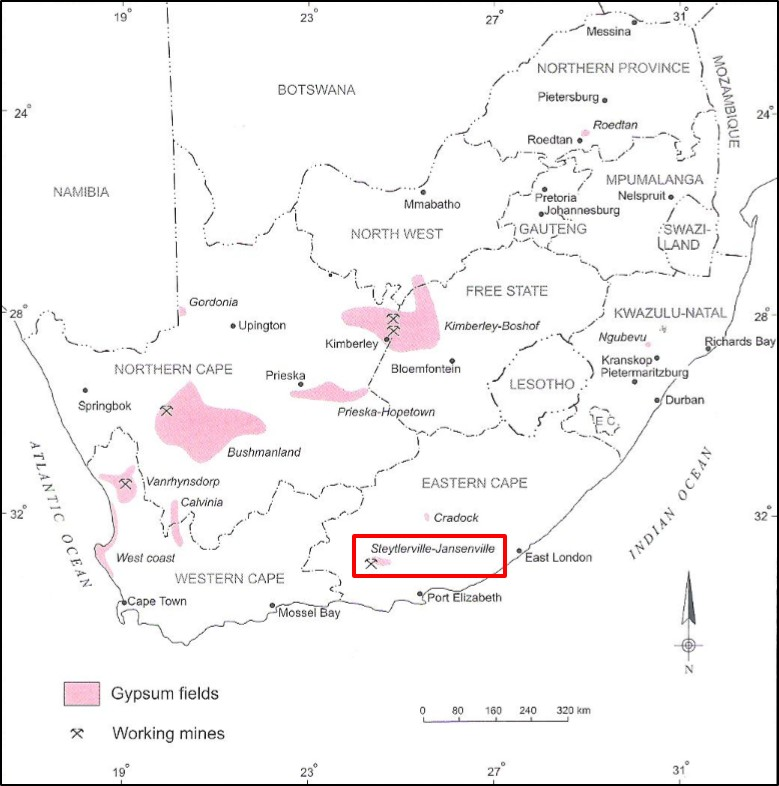 19°
23°
27°
31°
Messina
NORTHERN PROVINCE
MOZAMBIQUE
BOTSWANA
Pietersburg
24°
24°
Roedtan
Roedtan
MPUMALANGA
NAMIBIA
Pretoria
Nelspruit
Mmabatho
Johannesburg
NORTH WEST
GAUTENG
SWAZI-
LAND
FREE STATE
Gordonia
28°
28°
KWAZULU-NATAL
Upington
Kimberley-Boshof
Ngubevu
Kimberley
Richards Bay
Kranskop
NORTHERN CAPE
Bloemfontein
Pietermaritzburg
Prieska
LESOTHO
Springbok
Durban
Prieska-Hopetown
E C
Bushmanland
ATLANTIC OCEAN
Vanrhynsdorp
EASTERN CAPE
INDIAN OCEAN
Calvinia
32°
32°
Cradock
Steytlerville-Jansenville
West coast
East London
WESTERN CAPE
Cape Town
Port Elizabeth
Mossel Bay
N
Gypsum fields
Working mines
0 80 160 240 320 km
19°
23°
27°
31°